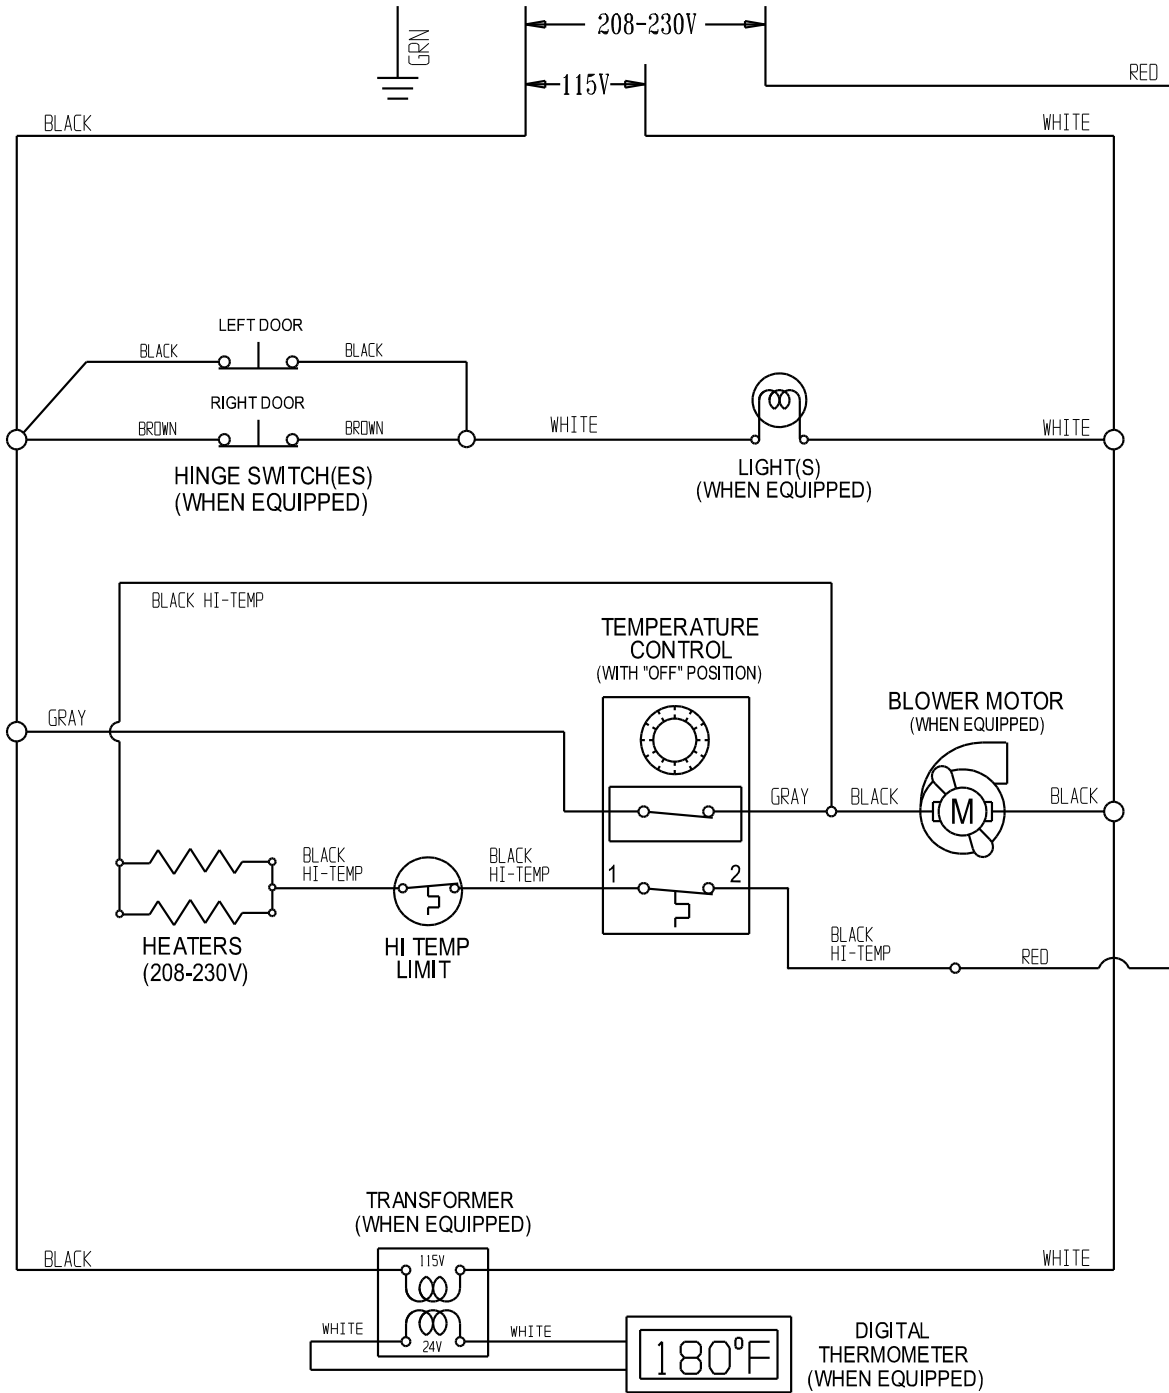 208-230V
GRN
115V
RED
BLACK
WHITE
LEFT DOOR
BLACK
BLACK
RIGHT DOOR
BROWN
BROWN
WHITE
WHITE
HINGE SWITCH(ES)
(WHEN EQUIPPED)
LIGHT(S)
(WHEN EQUIPPED)
BLACK HI-TEMP
TEMPERATURE
CONTROL
(WITH "OFF" POSITION)
GRAY
BLOWER MOTOR
(WHEN EQUIPPED)
GRAY
BLACK
M
BLACK
BLACK
HI-TEMP
BLACK
HI-TEMP
1
2
HEATERS
(208-230V)
HI TEMP
LIMIT
BLACK
HI-TEMP
RED
TRANSFORMER
(WHEN EQUIPPED)
BLACK
115V
WHITE
WHITE
24V
WHITE
180°F
DIGITAL
THERMOMETER
(WHEN EQUIPPED)